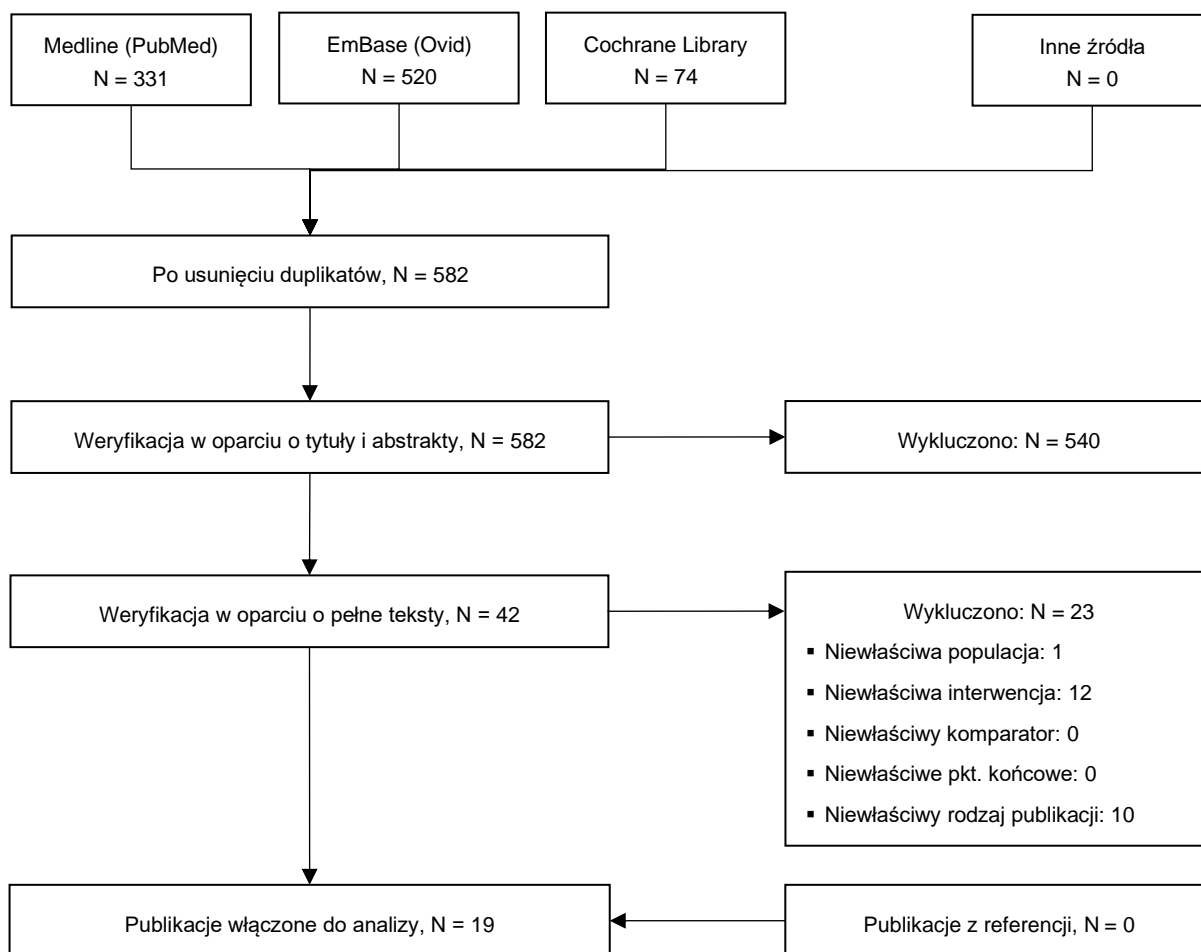 Medline (PubMed)
N = 331
EmBase (Ovid)
N = 520
Cochrane Library
N = 74
Inne źródła
N = 0
Po usunięciu duplikatów, N = 582
Weryfikacja w oparciu o tytuły i abstrakty, N = 582
Wykluczono: N = 540
Weryfikacja w oparciu o pełne teksty, N = 42
Wykluczono: N = 23
▪ Niewłaściwa populacja: 1
▪ Niewłaściwa interwencja: 12
▪ Niewłaściwy komparator: 0
▪ Niewłaściwe pkt. końcowe: 0
▪ Niewłaściwy rodzaj publikacji: 10
Publikacje włączone do analizy, N = 19
Publikacje z referencji, N = 0